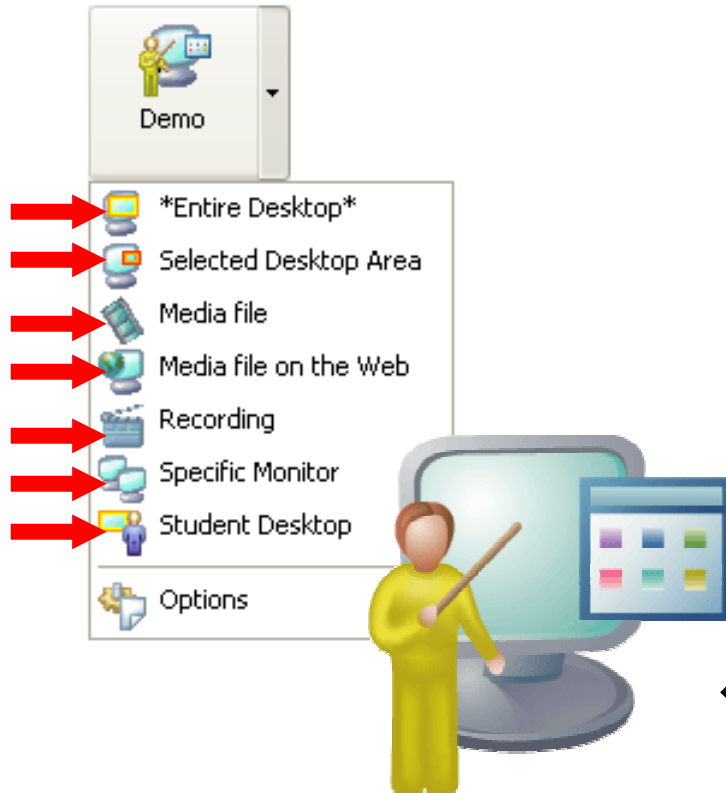 Demo
*Entire Desktop*
Selected Desktop Area
Media file
Media file on the Web
Recording
Specific Monitor
Student Desktop
Options